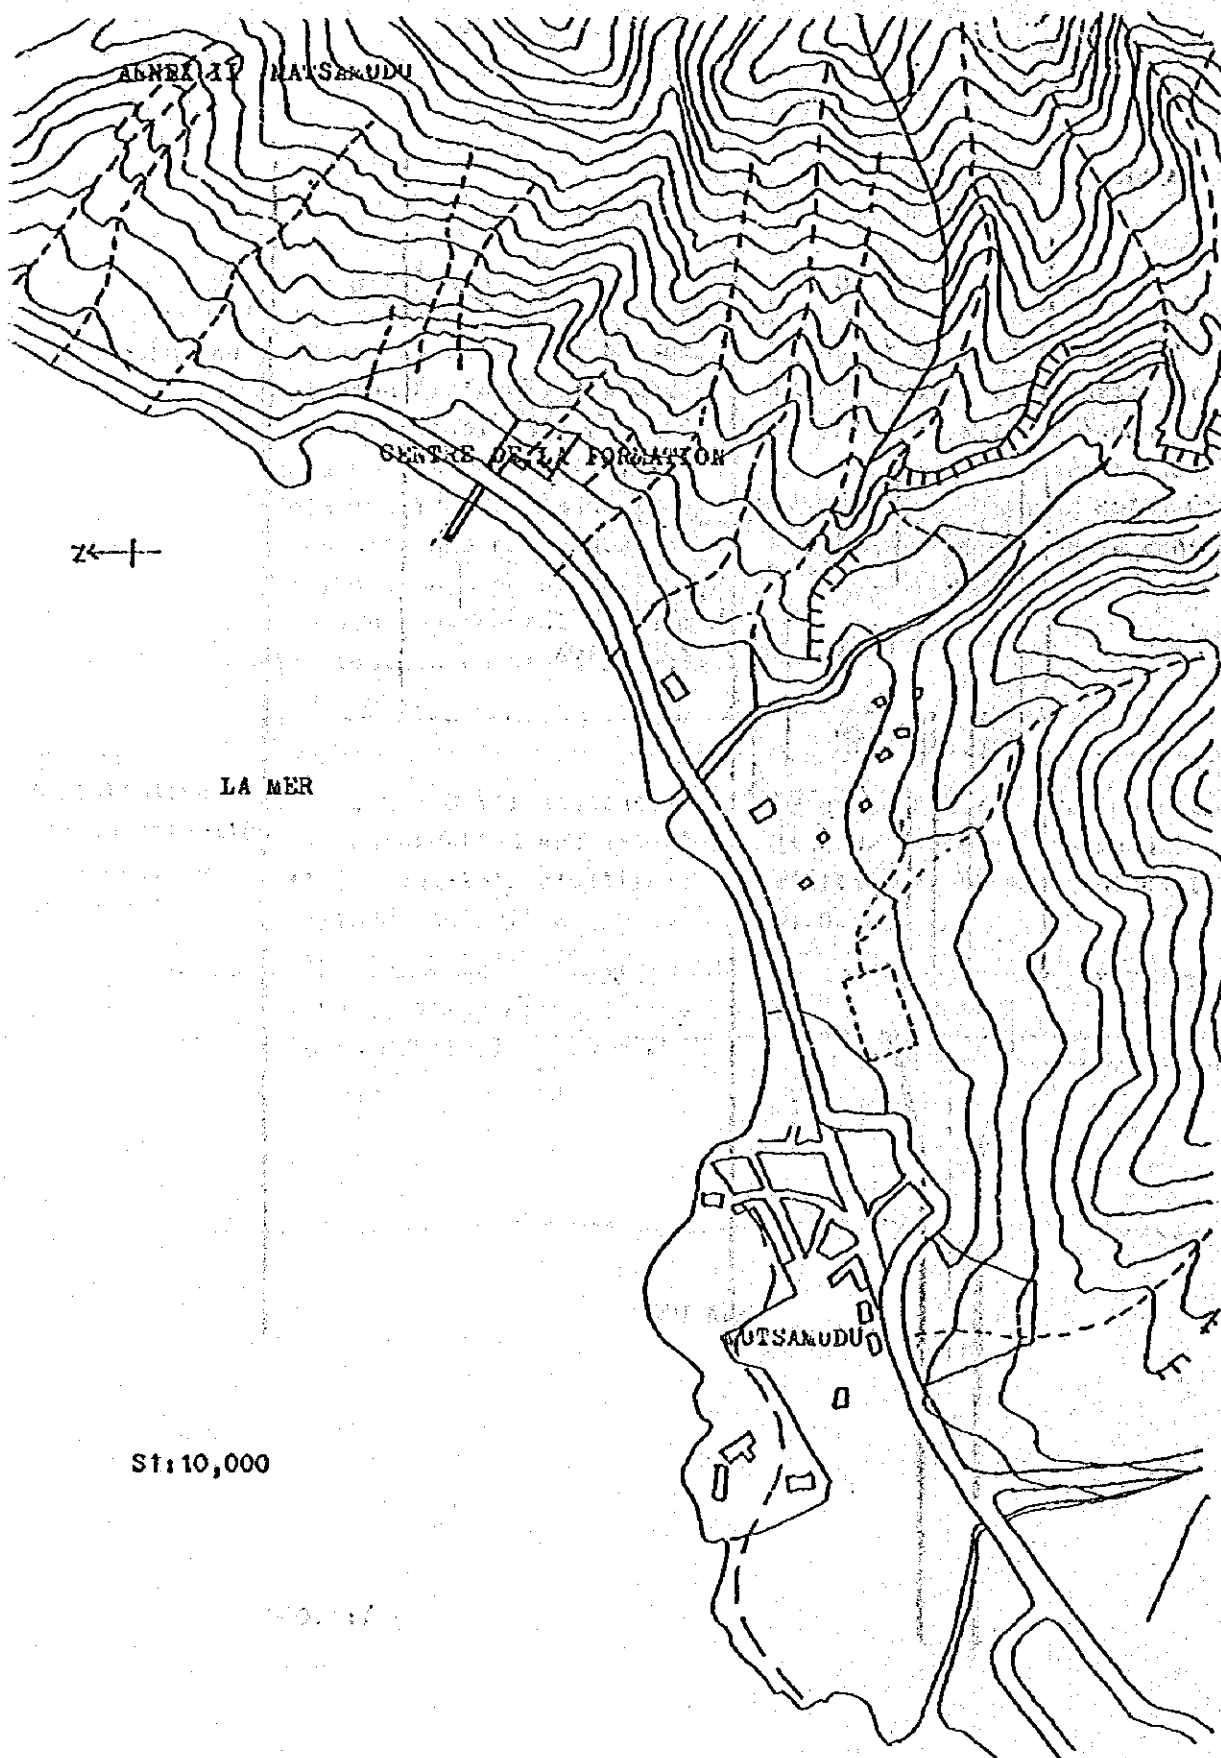 ANNEX II MATSAMUDU
CENTRE DE LA FORMATION
N
LA MER
MUTSAMUDU
S1:10,000